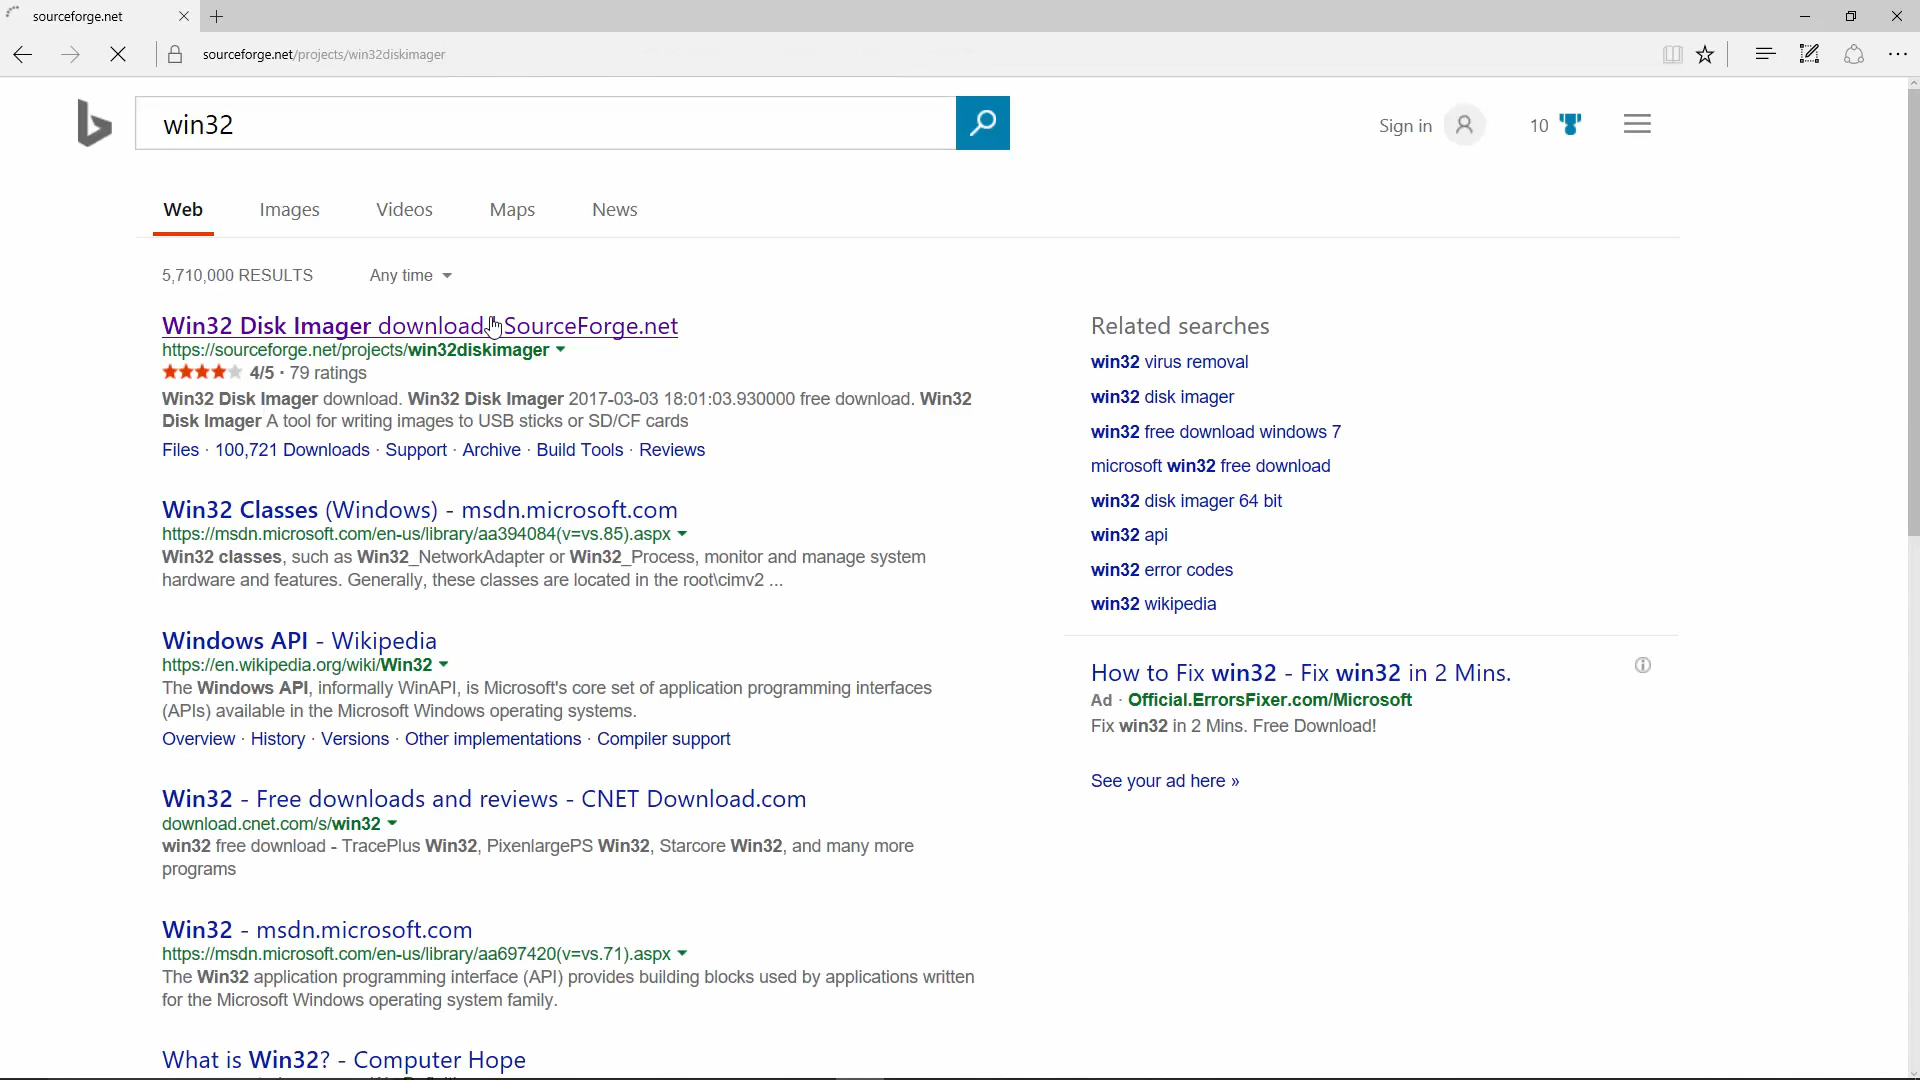 sourceforge.net
sourceforge.net/projects/win32diskimager
win32
Sign in
10
Web
Images
Videos
Maps
News
5,710,000 RESULTS
Any time
Win32 Disk Imager download SourceForge.net
https://sourceforge.net/projects/win32diskimager
4/5 · 79 ratings
Win32 Disk Imager download. Win32 Disk Imager 2017-03-03 18:01:03.930000 free download. Win32
Disk Imager A tool for writing images to USB sticks or SD/CF cards
Files · 100,721 Downloads · Support · Archive · Build Tools · Reviews
Win32 Classes (Windows) - msdn.microsoft.com
https://msdn.microsoft.com/en-us/library/aa394084(v=vs.85).aspx
Win32 classes, such as Win32_NetworkAdapter or Win32_Process, monitor and manage system
hardware and features. Generally, these classes are located in the root\cimv2 ...
Windows API - Wikipedia
https://en.wikipedia.org/wiki/Win32
The Windows API, informally WinAPI, is Microsoft's core set of application programming interfaces
(APIs) available in the Microsoft Windows operating systems.
Overview · History · Versions · Other implementations · Compiler support
Win32 - Free downloads and reviews - CNET Download.com
download.cnet.com/s/win32
win32 free download - TracePlus Win32, PixenlargePS Win32, Starcore Win32, and many more
programs
Win32 - msdn.microsoft.com
https://msdn.microsoft.com/en-us/library/aa697420(v=vs.71).aspx
The Win32 application programming interface (API) provides building blocks used by applications written
for the Microsoft Windows operating system family.
What is Win32? - Computer Hope
Related searches
win32 virus removal
win32 disk imager
win32 free download windows 7
microsoft win32 free download
win32 disk imager 64 bit
win32 api
win32 error codes
win32 wikipedia
How to Fix win32 - Fix win32 in 2 Mins.
Ad · Official.ErrorsFixer.com/Microsoft
Fix win32 in 2 Mins. Free Download!
See your ad here »